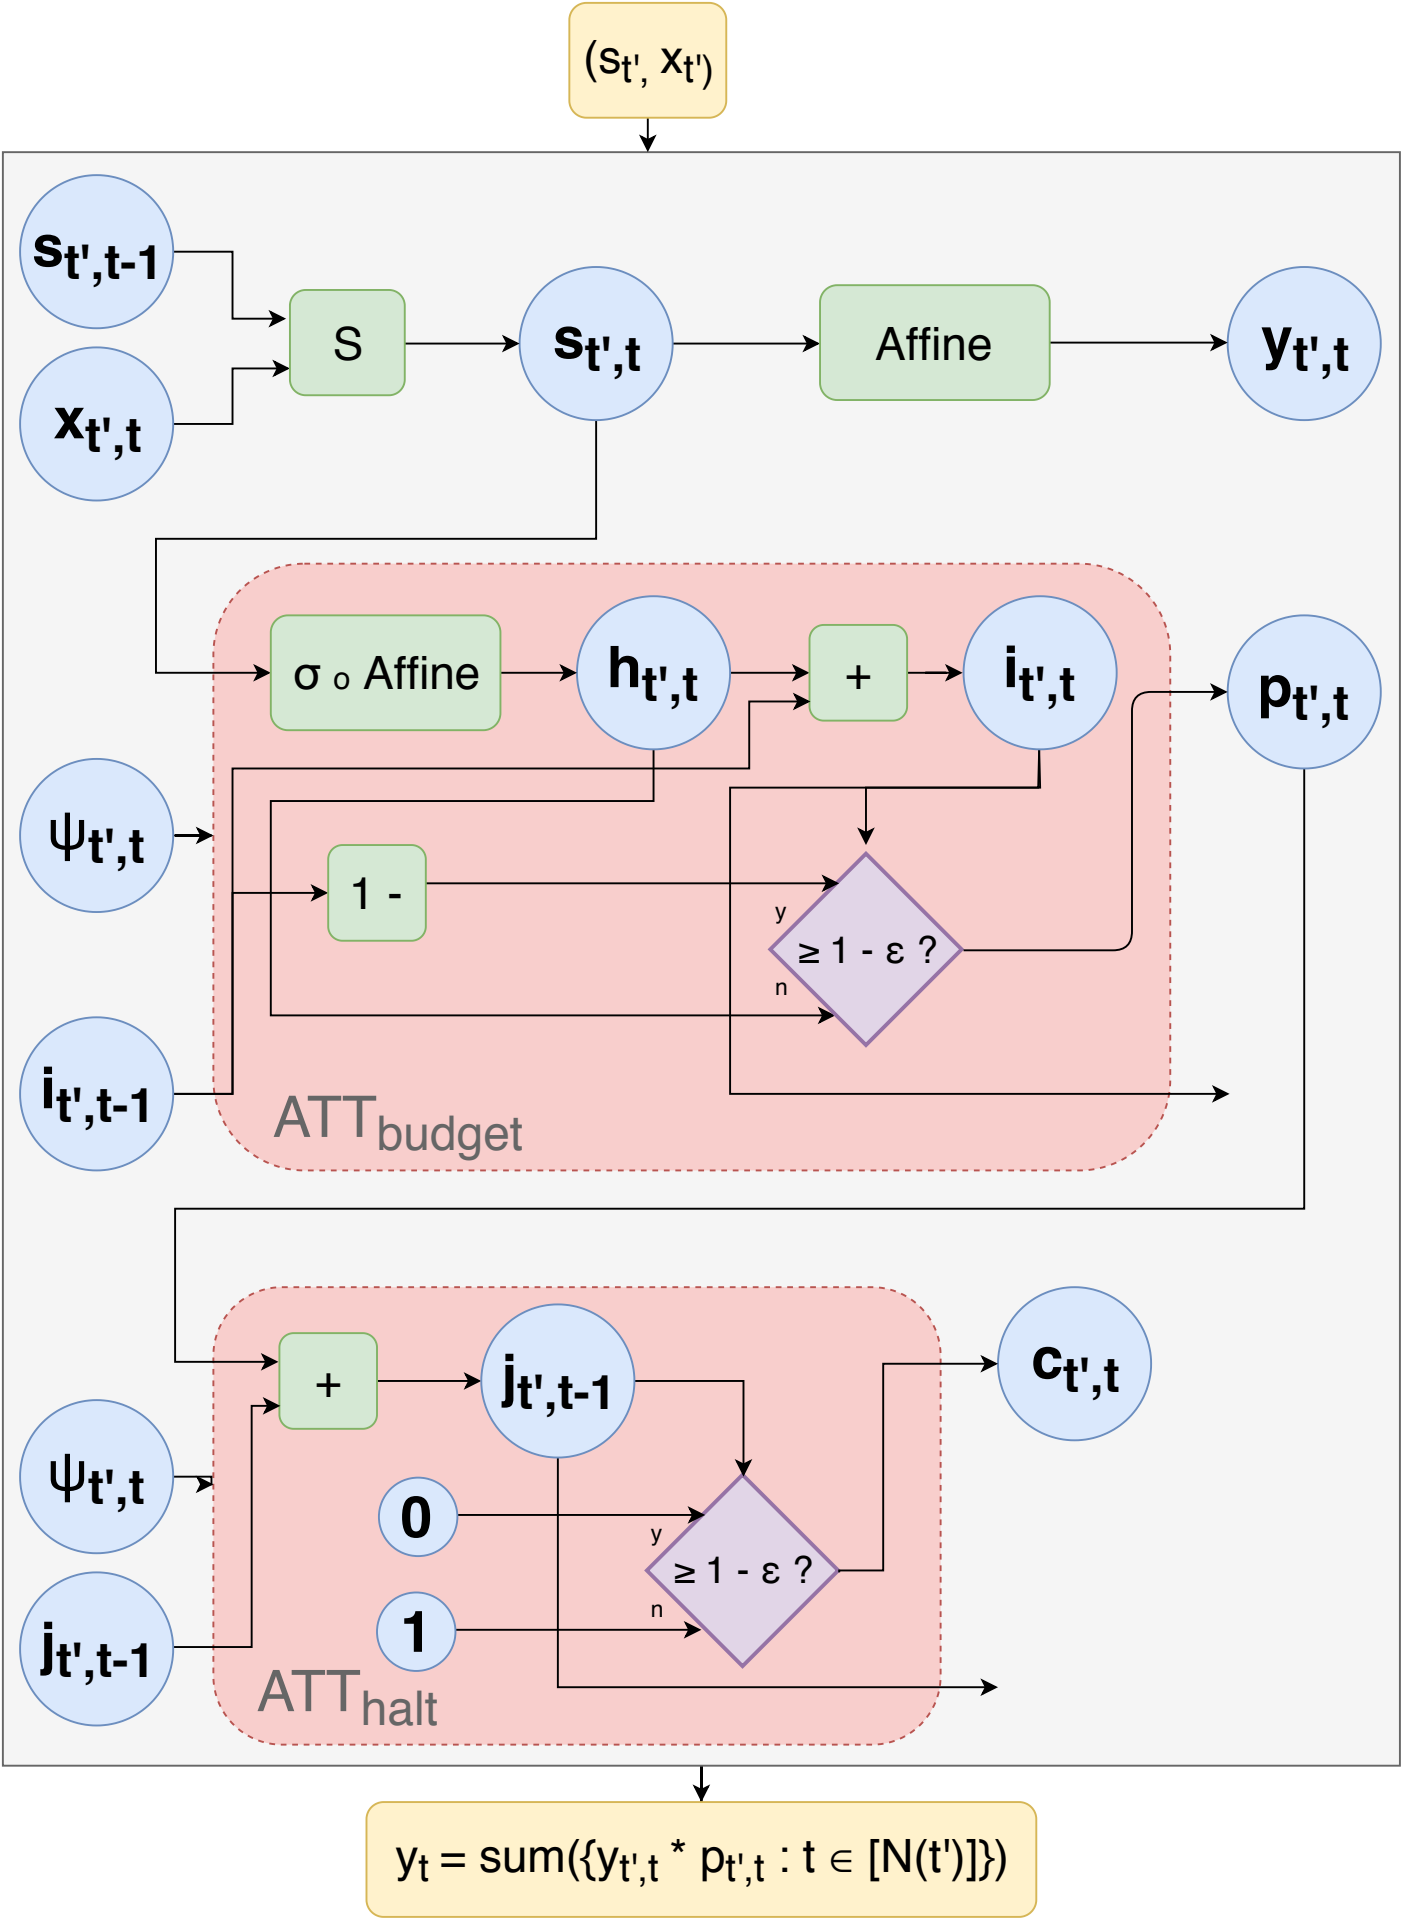 (st', xt')
st',t-1
S
st',t
Affine
yt',t
xt',t
σ o Affine
ht',t
+
it',t
pt',t
ψt',t
1 -
y
≥ 1 - ε ?
n
it',t-1
ATTbudget
+
jt',t-1
ct',t
ψt',t
0
y
≥ 1 - ε ?
1
n
jt',t-1
ATThalt
yt = sum({yt',t * pt',t : t ∈ [N(t')]})